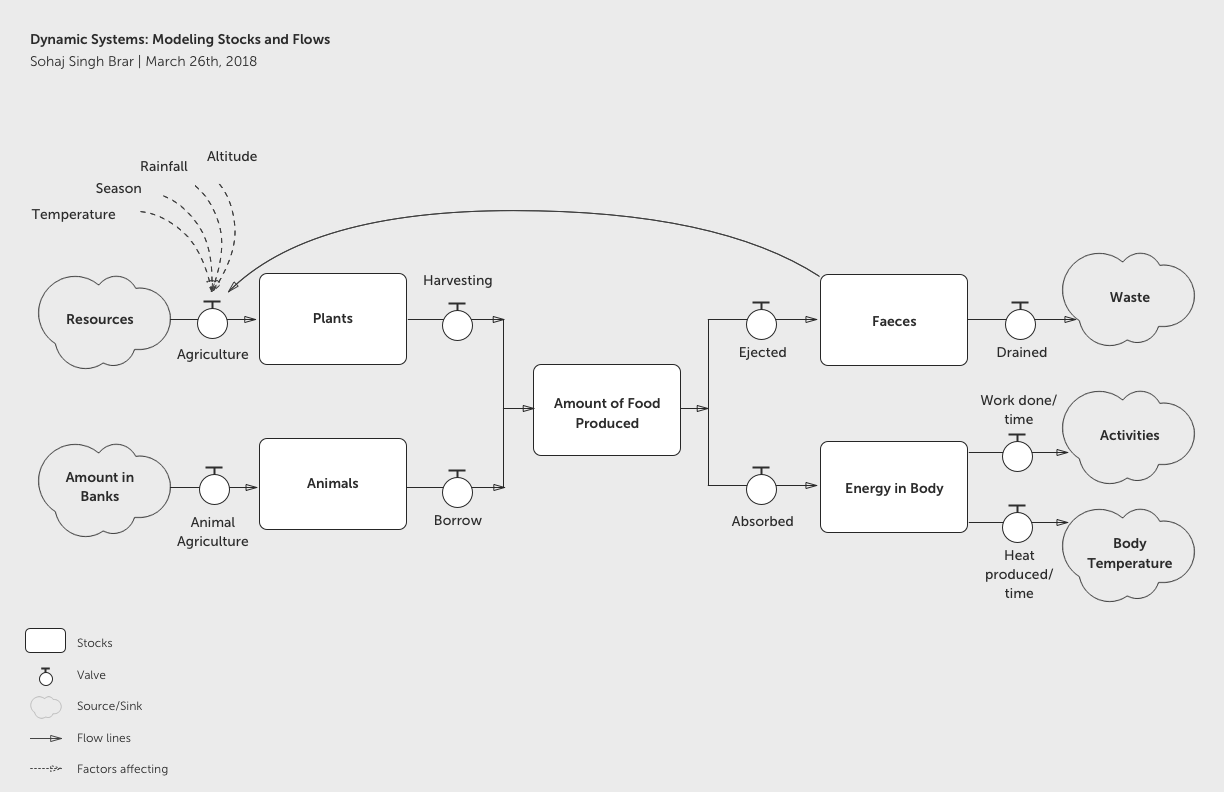 Dynamic Systems: Modeling Stocks and Flows
Sohaj Singh Brar | March 26th, 2018
Altitude
Rainfall
Season
Temperature
Resources
Agriculture
Plants
Harvesting
Amount in
Banks
Animal
Agriculture
Animals
Borrow
Amount of Food
Produced
Ejected
Faeces
Drained
Waste
Absorbed
Energy in Body
Work done/
time
Activities
Heat
produced/
time
Body
Temperature
Stocks
Valve
Source/Sink
Flow lines
Factors affecting